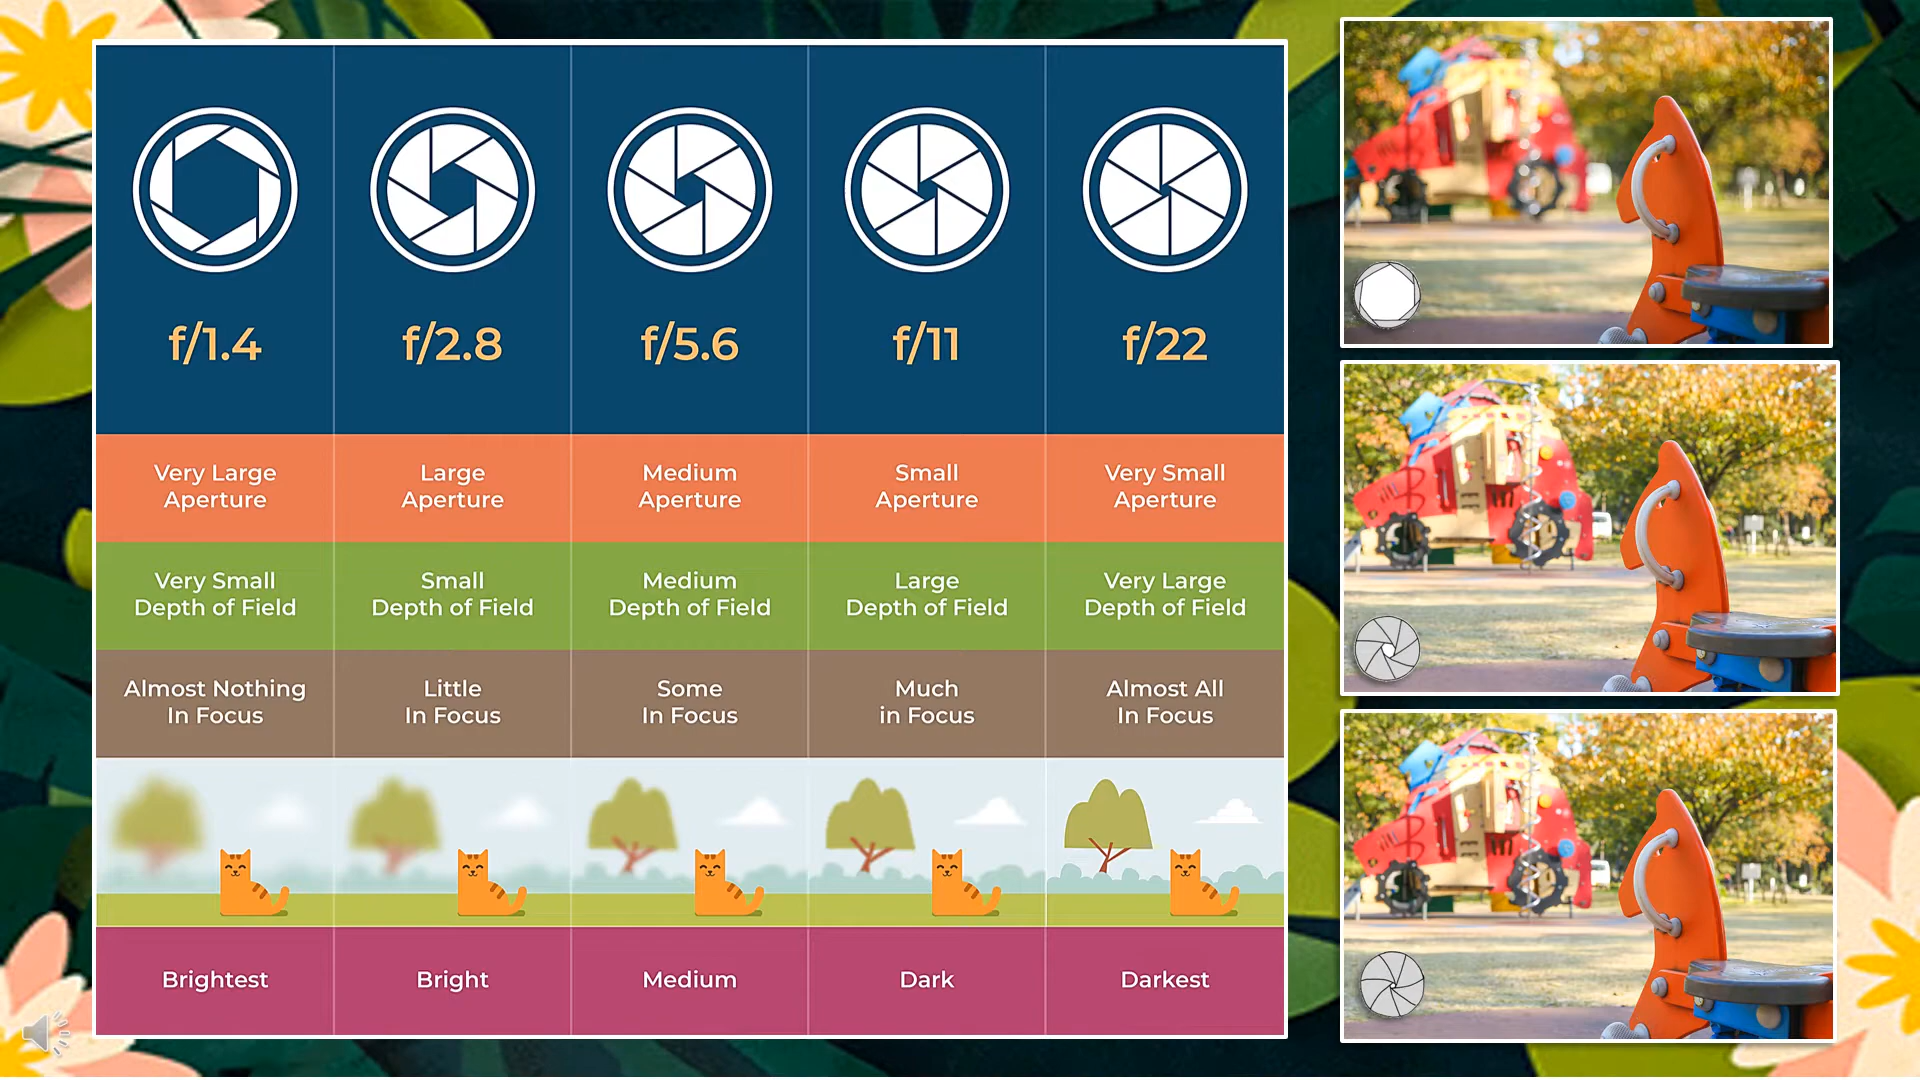 f/1.4
f/2.8
f/5.6
f/11
f/22
Very Large
Aperture
Large
Aperture
Medium
Aperture
Small
Aperture
Very Small
Aperture
Very Small
Depth of Field
Small
Depth of Field
Medium
Depth of Field
Large
Depth of Field
Very Large
Depth of Field
Almost Nothing
In Focus
Little
In Focus
Some
In Focus
Much
in Focus
Almost All
In Focus
Brightest
Bright
Medium
Dark
Darkest